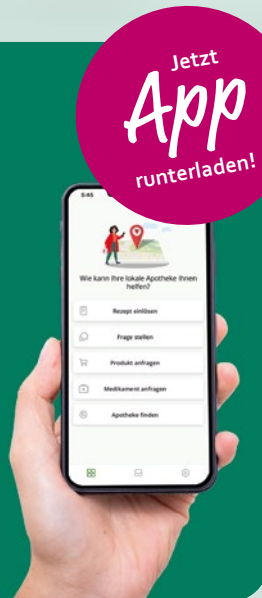 Jetzt
App
runterladen!
5:45
Wie kann Ihre lokale Apotheke Ihnen
helfen?
Rezept einlösen
Frage stellen
Produkt anfragen
Medikament anfragen
Apotheke finden